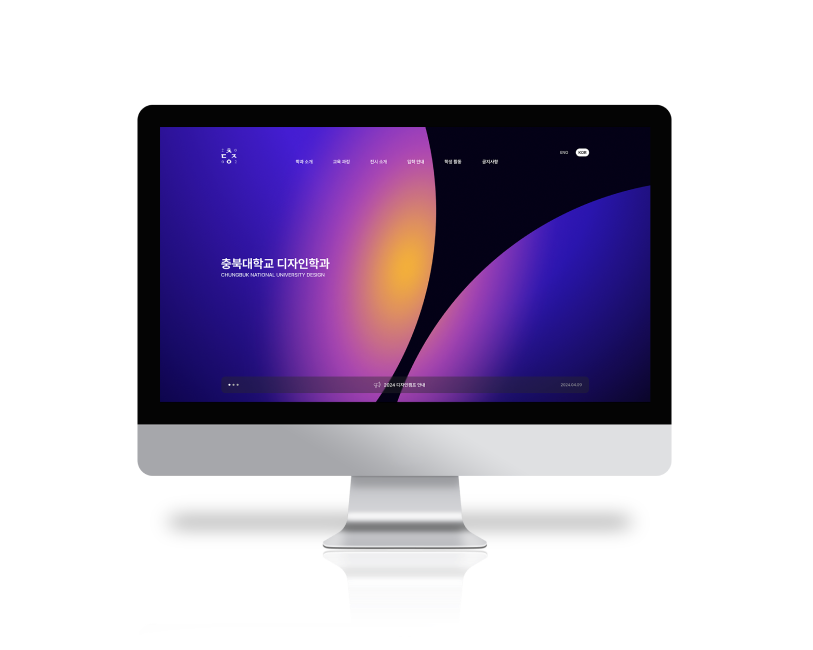 학과 소개 교육 과정 전시 소개 입학 안내 학생 활동 공지사항
ENG KOR
충북대학교 디자인학과
CHUNGBUK NATIONAL UNIVERSITY DESIGN
2024 디자인캠프 안내
2024.04.09